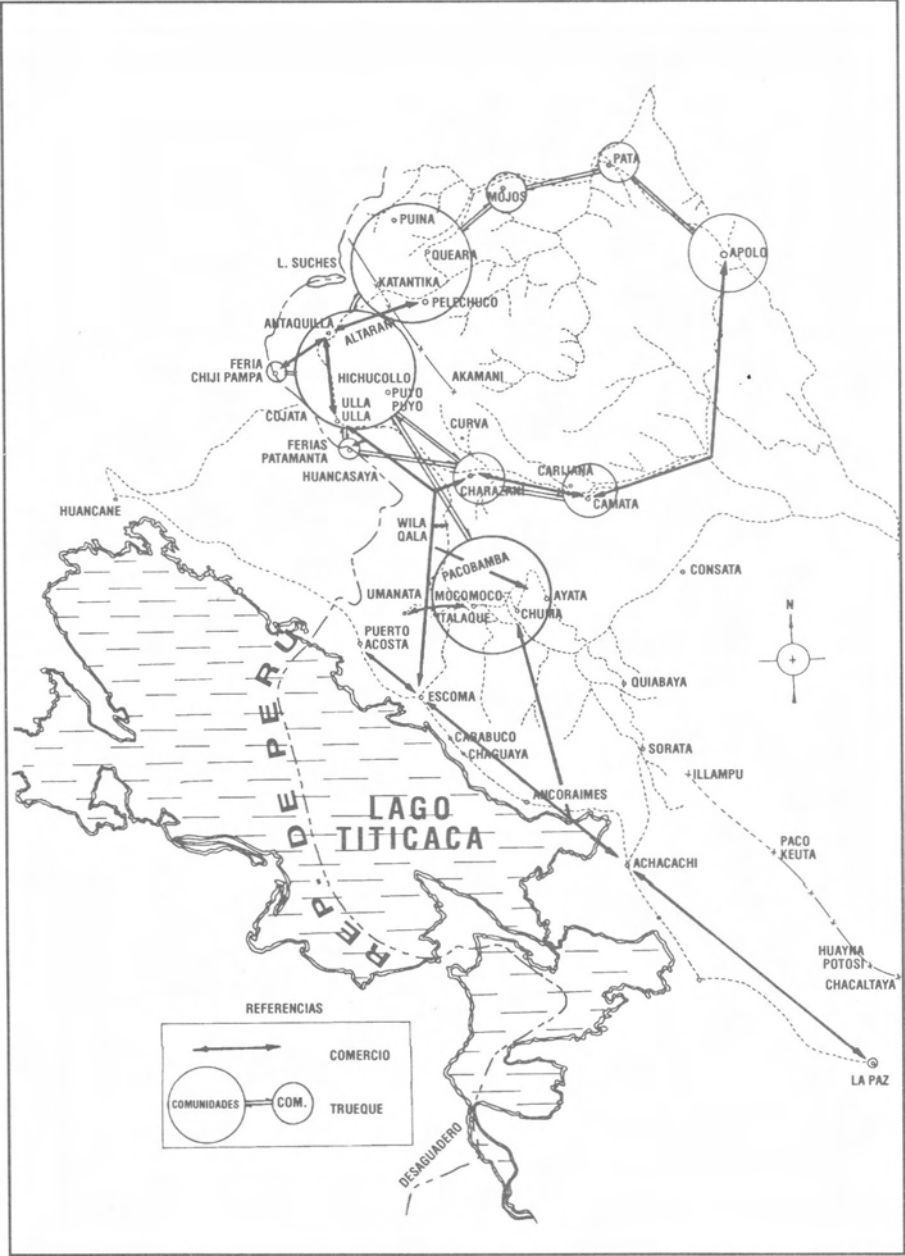 PATA
MOJOS
PUINA
APOLO
QUEARA
L. SUCHES
KATANTIKA
PELECHUCO
ANTAQUILLA
ALTARANI
FERIA
CHIJI PAMPA
HICHUCOLLO
AKAMANI
PUYO
PUYO
COJATA
ULLA
ULLA
CURVA
FERIAS
PATAMANTA
HUANCASAYA
CARIJANA
CHARAZANI
CAMATA
HUANCANE
WILA
QALA
PACOBAMBA
CONSATA
UMANATA
MOCOMOCO
AYATA
TALAQUE
CHUMA
N
PUERTO
ACOSTA
QUIABAYA
ESCOMA
CARABUCO
CHAGUAYA
SORATA
ILLAMPU
ANCORAIMES
REP. DE PERU
LAGO
TITICACA
PACO
KEUTA
ACHACACHI
HUAYNA
POTOSI
CHACALTAYA
REFERENCIAS
COMERCIO
COMUNIDADES
COM.
TRUEQUE
LA PAZ
DESAGUADERO